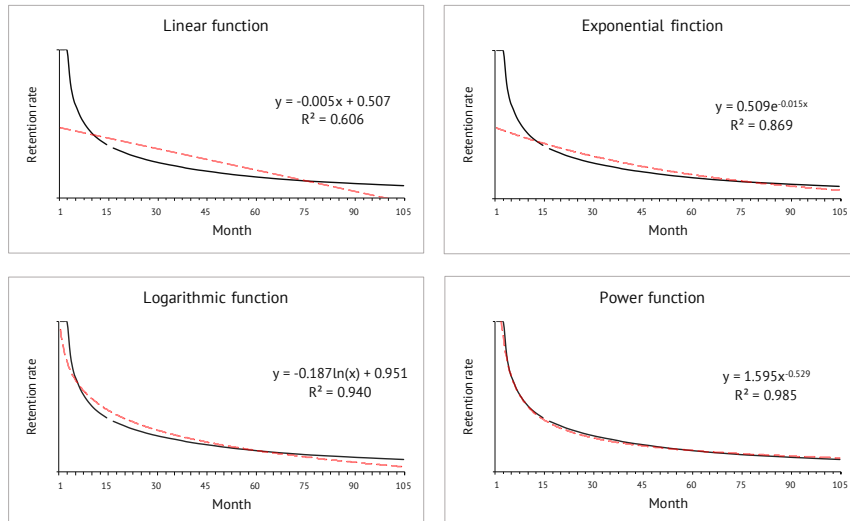 Linear function
Retention rate
y = -0.005x + 0.507
R² = 0.606
1 15 30 45 60 75 90 105
Month
Exponential finction
Retention rate
y = 0.509e^-0.015x
R² = 0.869
1 15 30 45 60 75 90 105
Month
Logarithmic function
Retention rate
y = -0.187ln(x) + 0.951
R² = 0.940
1 15 30 45 60 75 90 105
Month
Power function
Retention rate
y = 1.595x^-0.529
R² = 0.985
1 15 30 45 60 75 90 105
Month